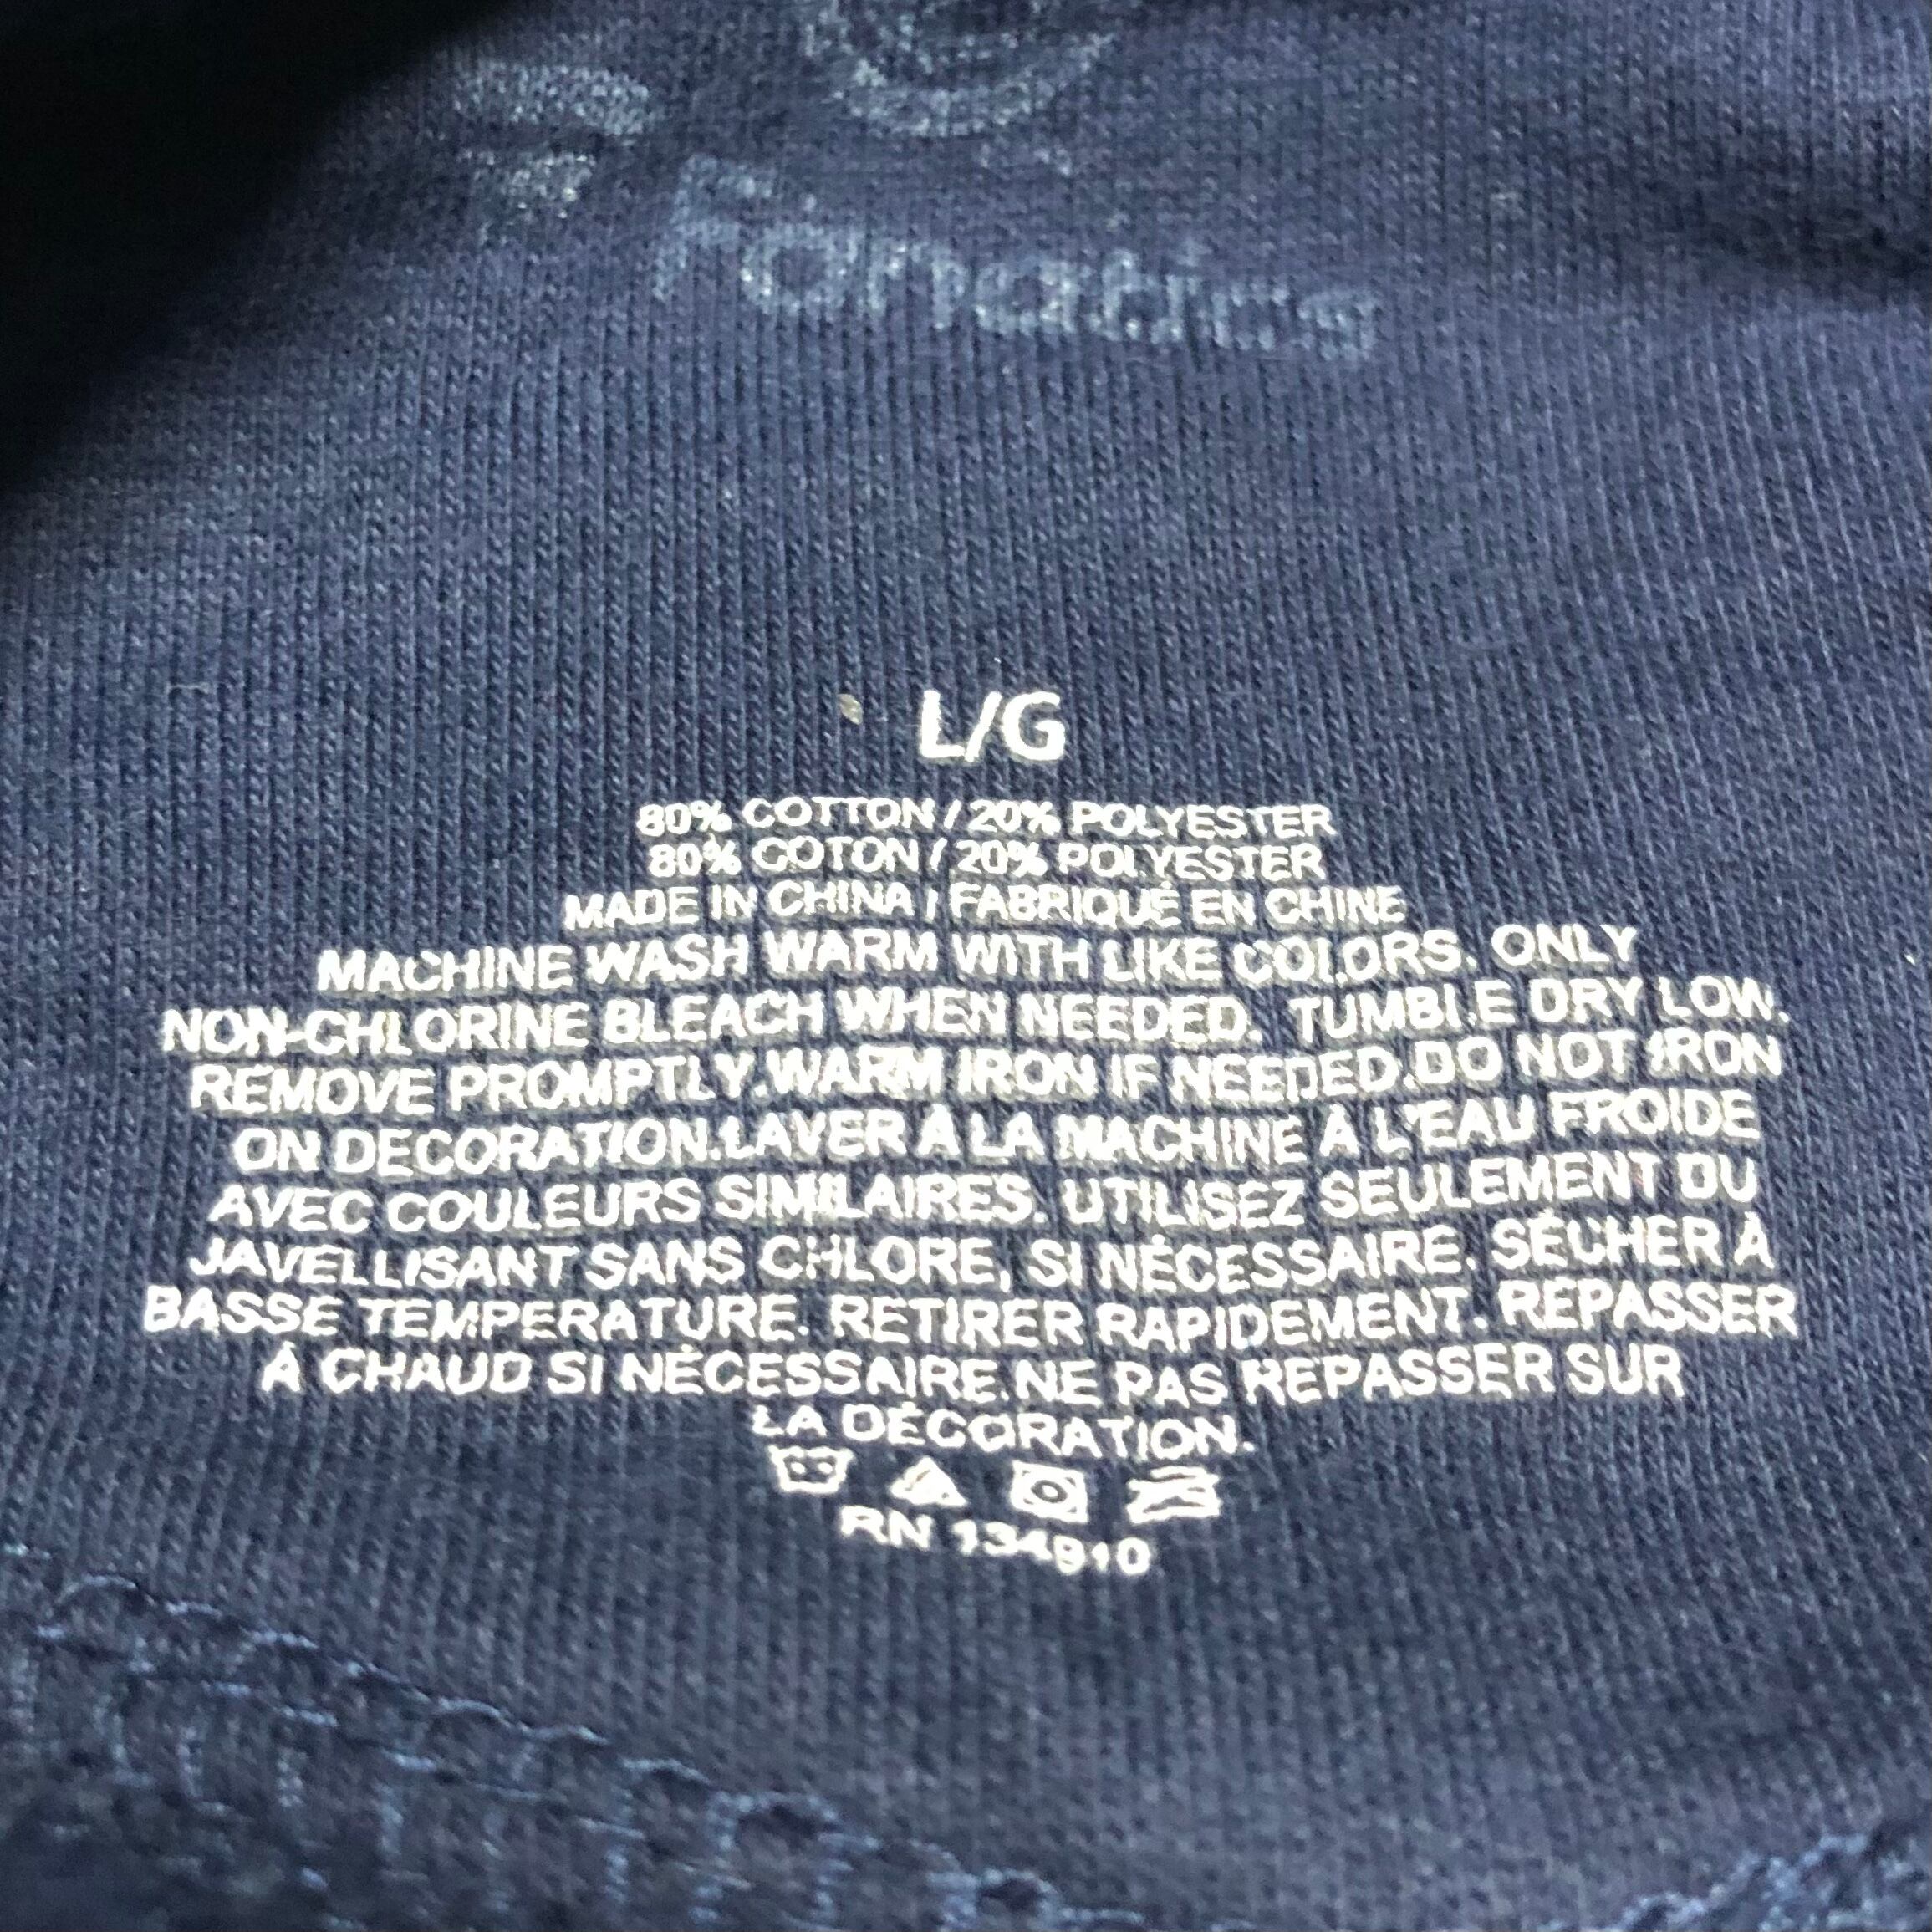 Fanatics
L/G
80% COTTON / 20% POLYESTER
80% COTON / 20% POLYESTER
MADE IN CHINA / FABRIQUÉ EN CHINE
MACHINE WASH WARM WITH LIKE COLORS. ONLY
NON-CHLORINE BLEACH WHEN NEEDED. TUMBLE DRY LOW.
REMOVE PROMPTLY.WARM IRON IF NEEDED.DO NOT IRON
ON DECORATION.LAVER À LA MACHINE À L'EAU FROIDE
AVEC COULEURS SIMILAIRES. UTILISEZ SEULEMENT DU
JAVELLISANT SANS CHLORE, SI NÉCESSAIRE. SÉCHER À
BASSE TEMPERATURE. RETIRER RAPIDEMENT. REPASSER
À CHAUD SI NÉCESSAIRE.NE PAS REPASSER SUR
LA DÉCORATION.
RN 134910